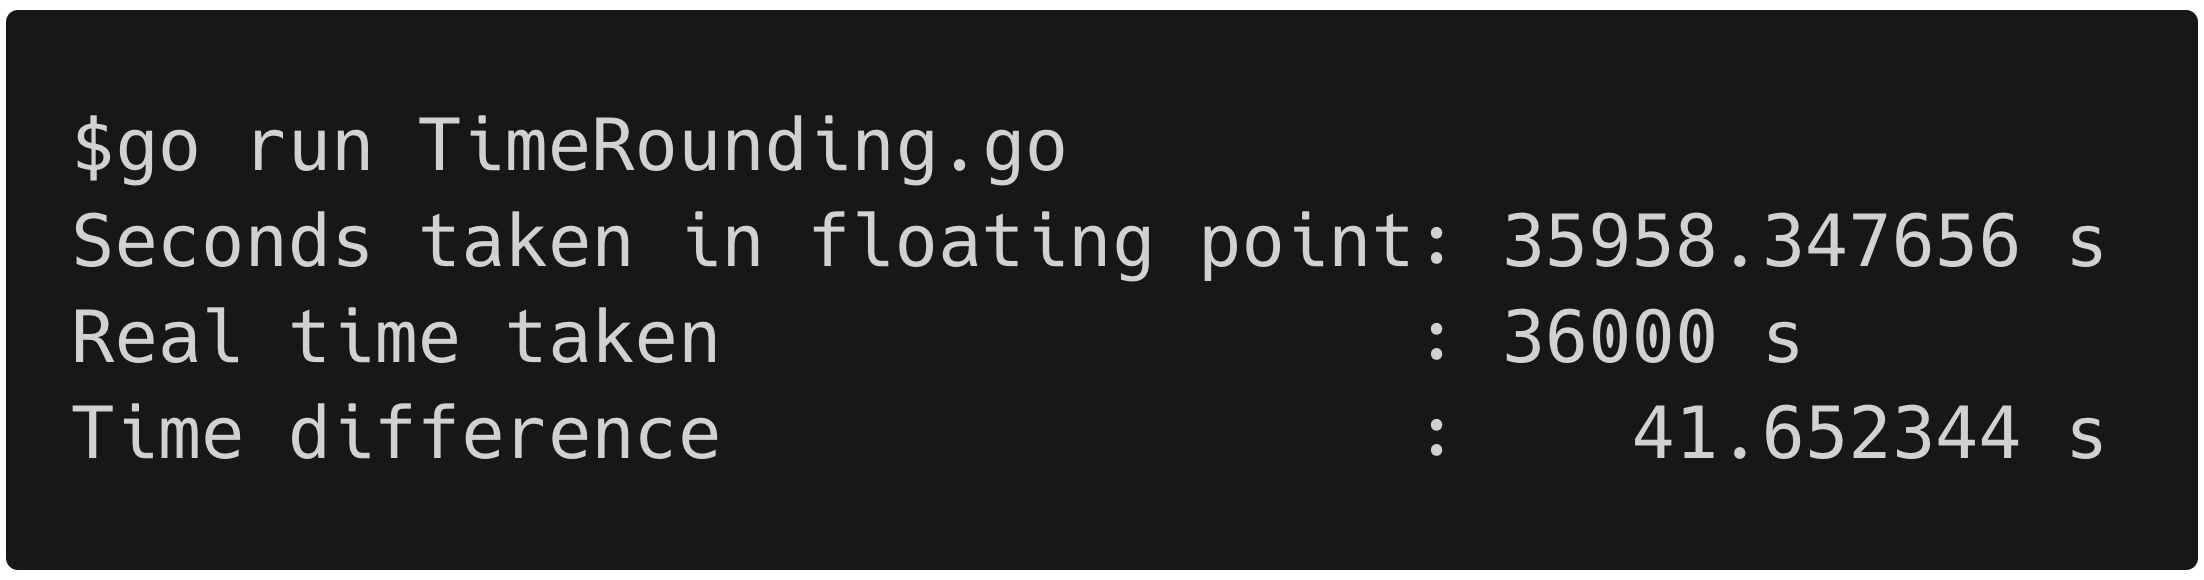 $go run TimeRounding.go
Seconds taken in floating point: 35958.347656 s
Real time taken                : 36000 s
Time difference                :    41.652344 s